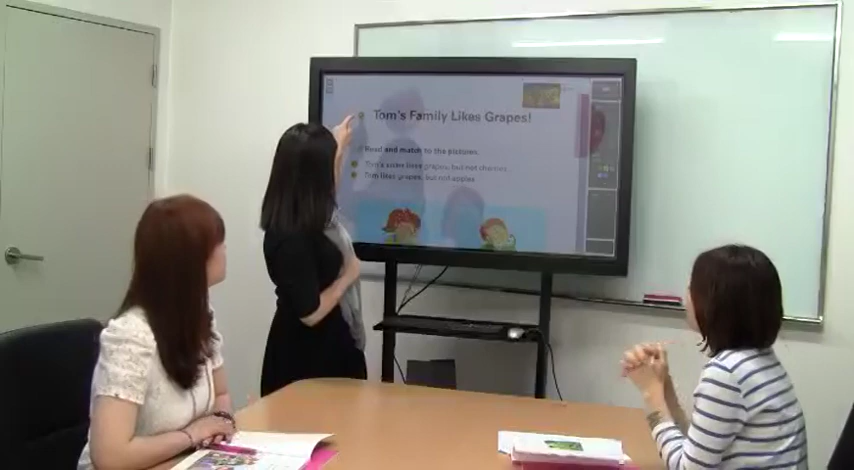 Tom's Family Likes Grapes!
Read and match to the pictures.
Tom's sister likes grapes, but not cherries.
Tom likes grapes, but not apples.